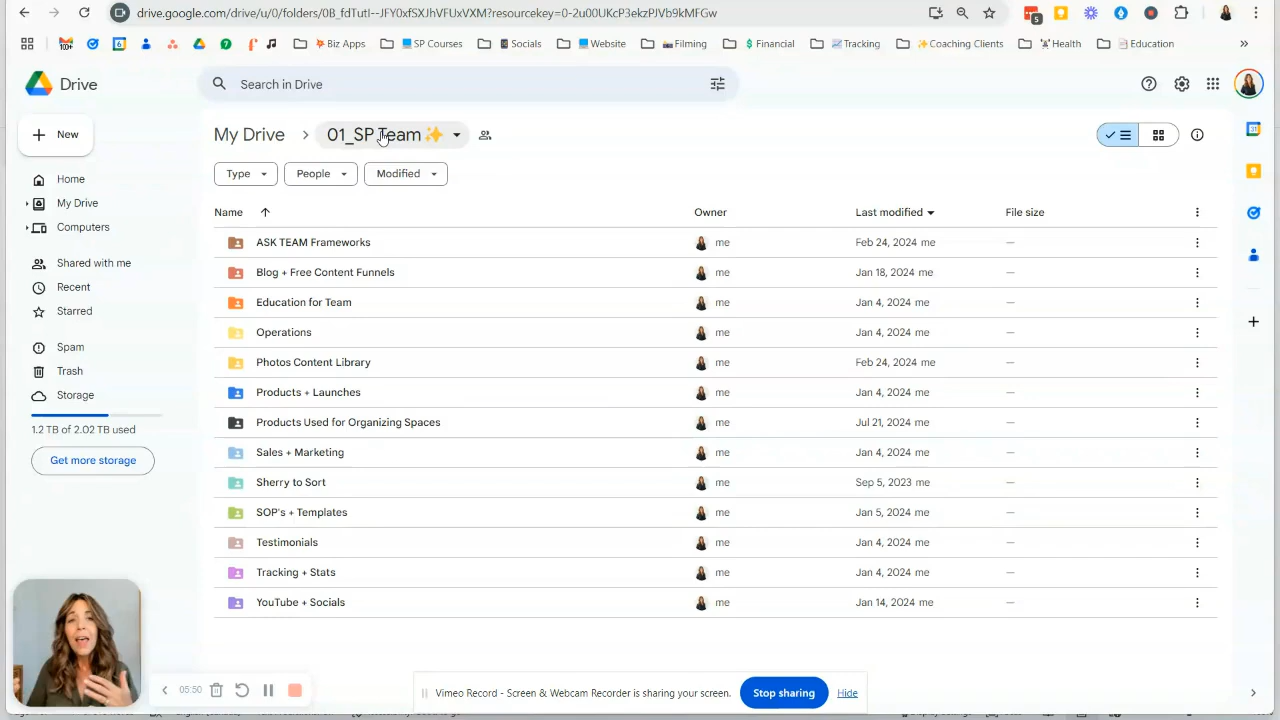 drive.google.com/drive/u/0/folders/0B_fdTutl--JFY0xfSXJhVFUxVXM?resourcekey=0-2u00UKcP3ekzPJVb9kMFGw
5
Biz Apps
SP Courses
Socials
Website
Filming
Financial
Tracking
Coaching Clients
Health
Education
Drive
Search in Drive
New
My Drive
01_SP Team✨
Type
People
Modified
Home
My Drive
Computers
Shared with me
Recent
Starred
Spam
Trash
Storage
1.2 TB of 2.02 TB used
Get more storage
Name Owner Last modified File size
ASK TEAM Frameworks me Feb 24, 2024 me —
Blog + Free Content Funnels me Jan 18, 2024 me —
Education for Team me Jan 4, 2024 me —
Operations me Jan 4, 2024 me —
Photos Content Library me Feb 24, 2024 me —
Products + Launches me Jan 4, 2024 me —
Products Used for Organizing Spaces me Jul 21, 2024 me —
Sales + Marketing me Jan 4, 2024 me —
Sherry to Sort me Sep 5, 2023 me —
SOP's + Templates me Jan 5, 2024 me —
Testimonials me Jan 4, 2024 me —
Tracking + Stats me Jan 4, 2024 me —
YouTube + Socials me Jan 14, 2024 me —
05:50
Vimeo Record - Screen & Webcam Recorder is sharing your screen.
Stop sharing
Hide